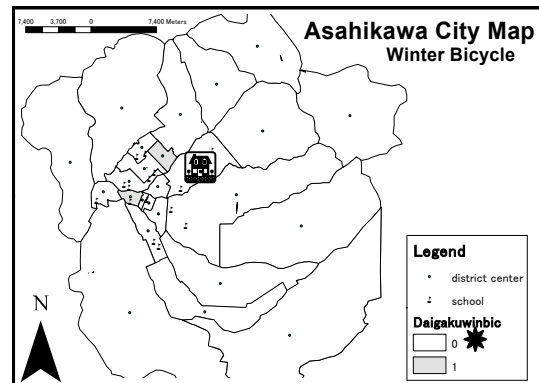 Asahikawa City Map
Winter Bicycle
7,400 3,700 0 7,400 Meters
N
Legend
district center
school
Daigakuwinbic
0
1